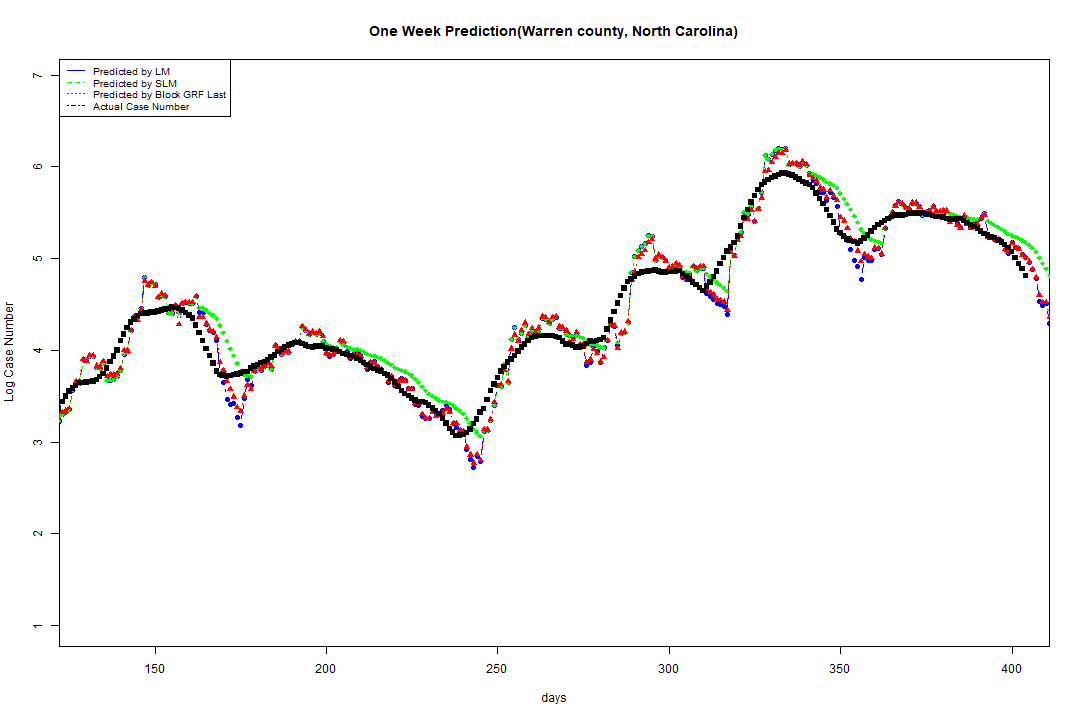 One Week Prediction(Warren county, North Carolina)
Predicted by LM
Predicted by SLM
Predicted by Block GRF Last
Actual Case Number
7
6
5
4
3
2
1
Log Case Number
150 200 250 300 350 400
days